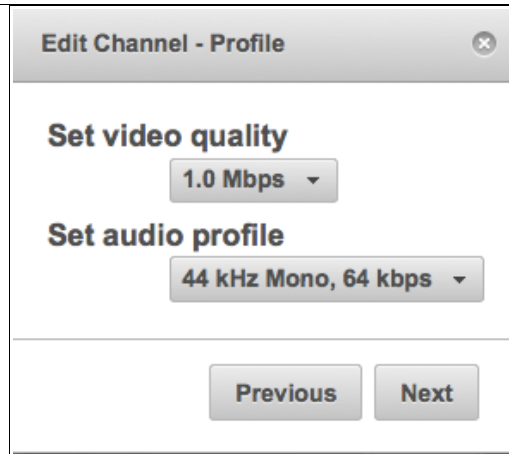 Edit Channel - Profile
Set video quality
1.0 Mbps
Set audio profile
44 kHz Mono, 64 kbps
Previous Next